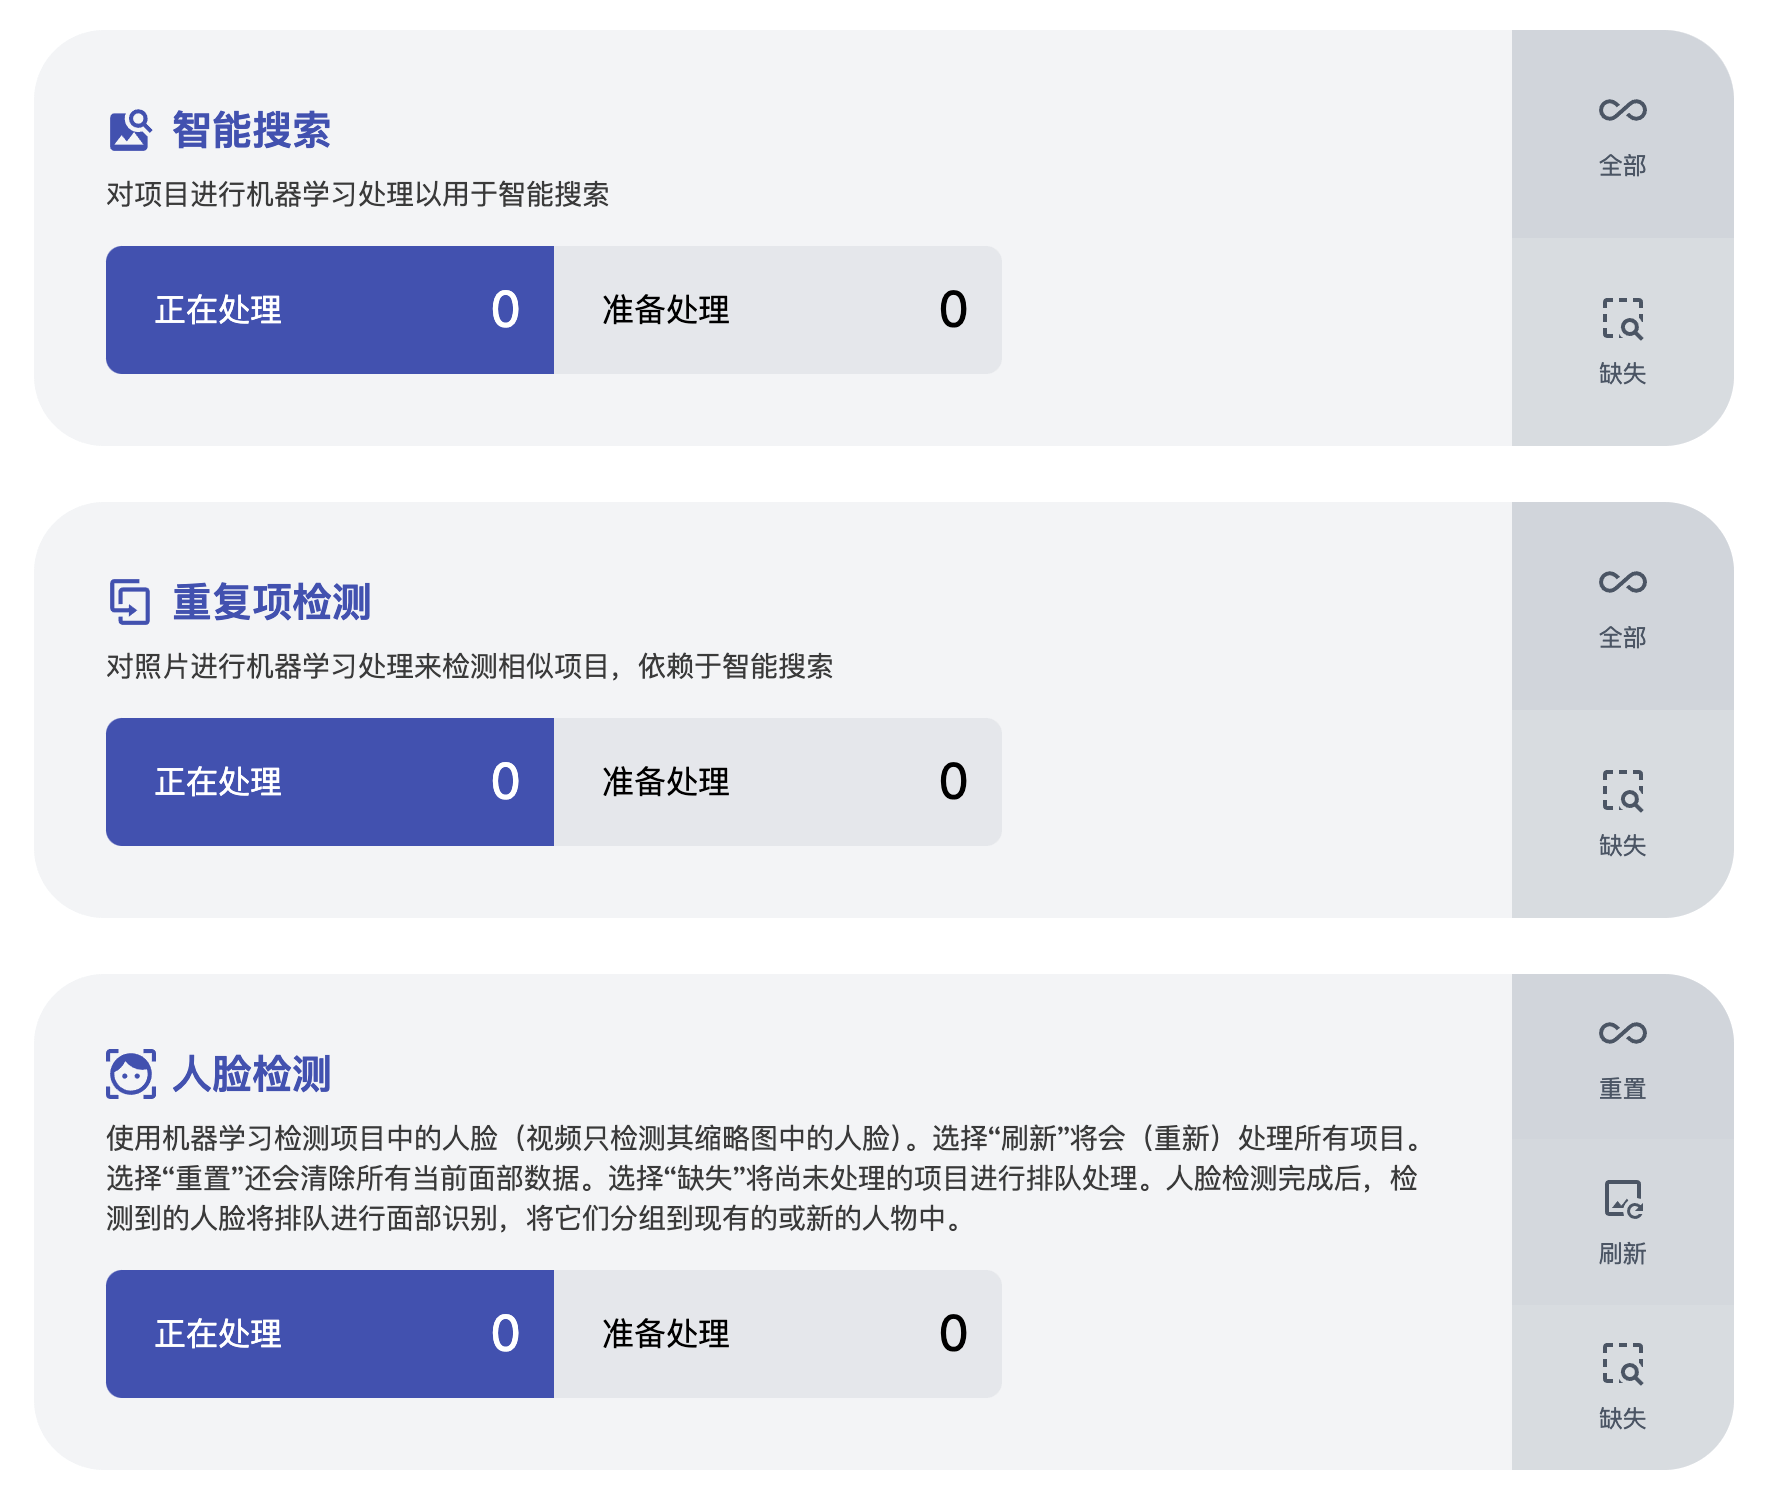 智能搜索
对项目进行机器学习处理以用于智能搜索
正在处理 0 准备处理 0
全部
缺失
重复项检测
对照片进行机器学习处理来检测相似项目，依赖于智能搜索
正在处理 0 准备处理 0
全部
缺失
人脸检测
使用机器学习检测项目中的人脸（视频只检测其缩略图中的人脸）。选择“刷新”将会（重新）处理所有项目。
选择“重置”还会清除所有当前面部数据。选择“缺失”将尚未处理的项目进行排队处理。人脸检测完成后，检
测到的人脸将排队进行面部识别，将它们分组到现有的或新的人物中。
正在处理 0 准备处理 0
重置
刷新
缺失